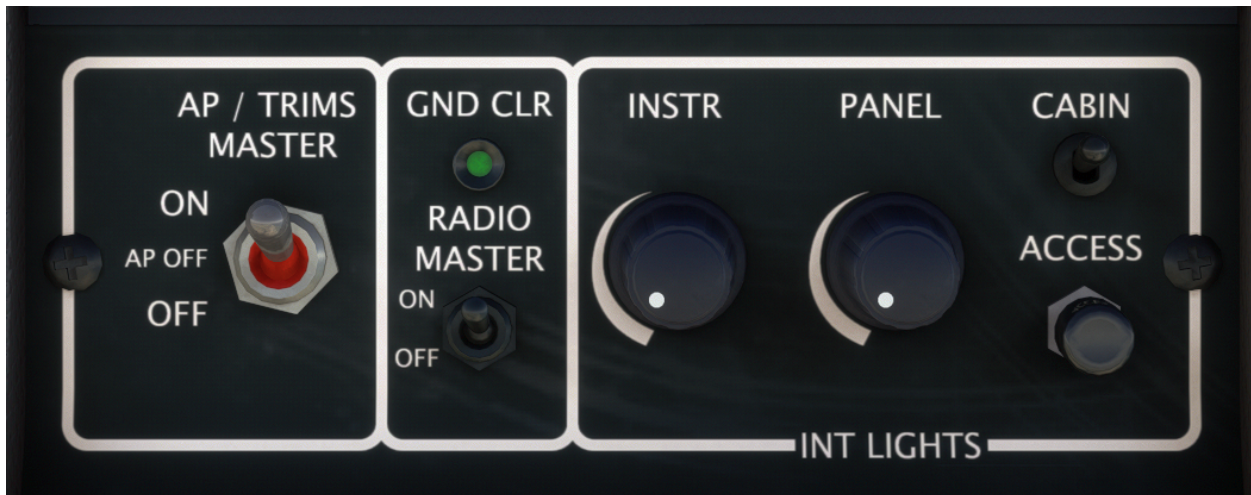 AP / TRIMS
MASTER
ON
AP OFF
OFF
GND CLR
RADIO
MASTER
ON
OFF
INSTR
PANEL
CABIN
ACCESS
INT LIGHTS